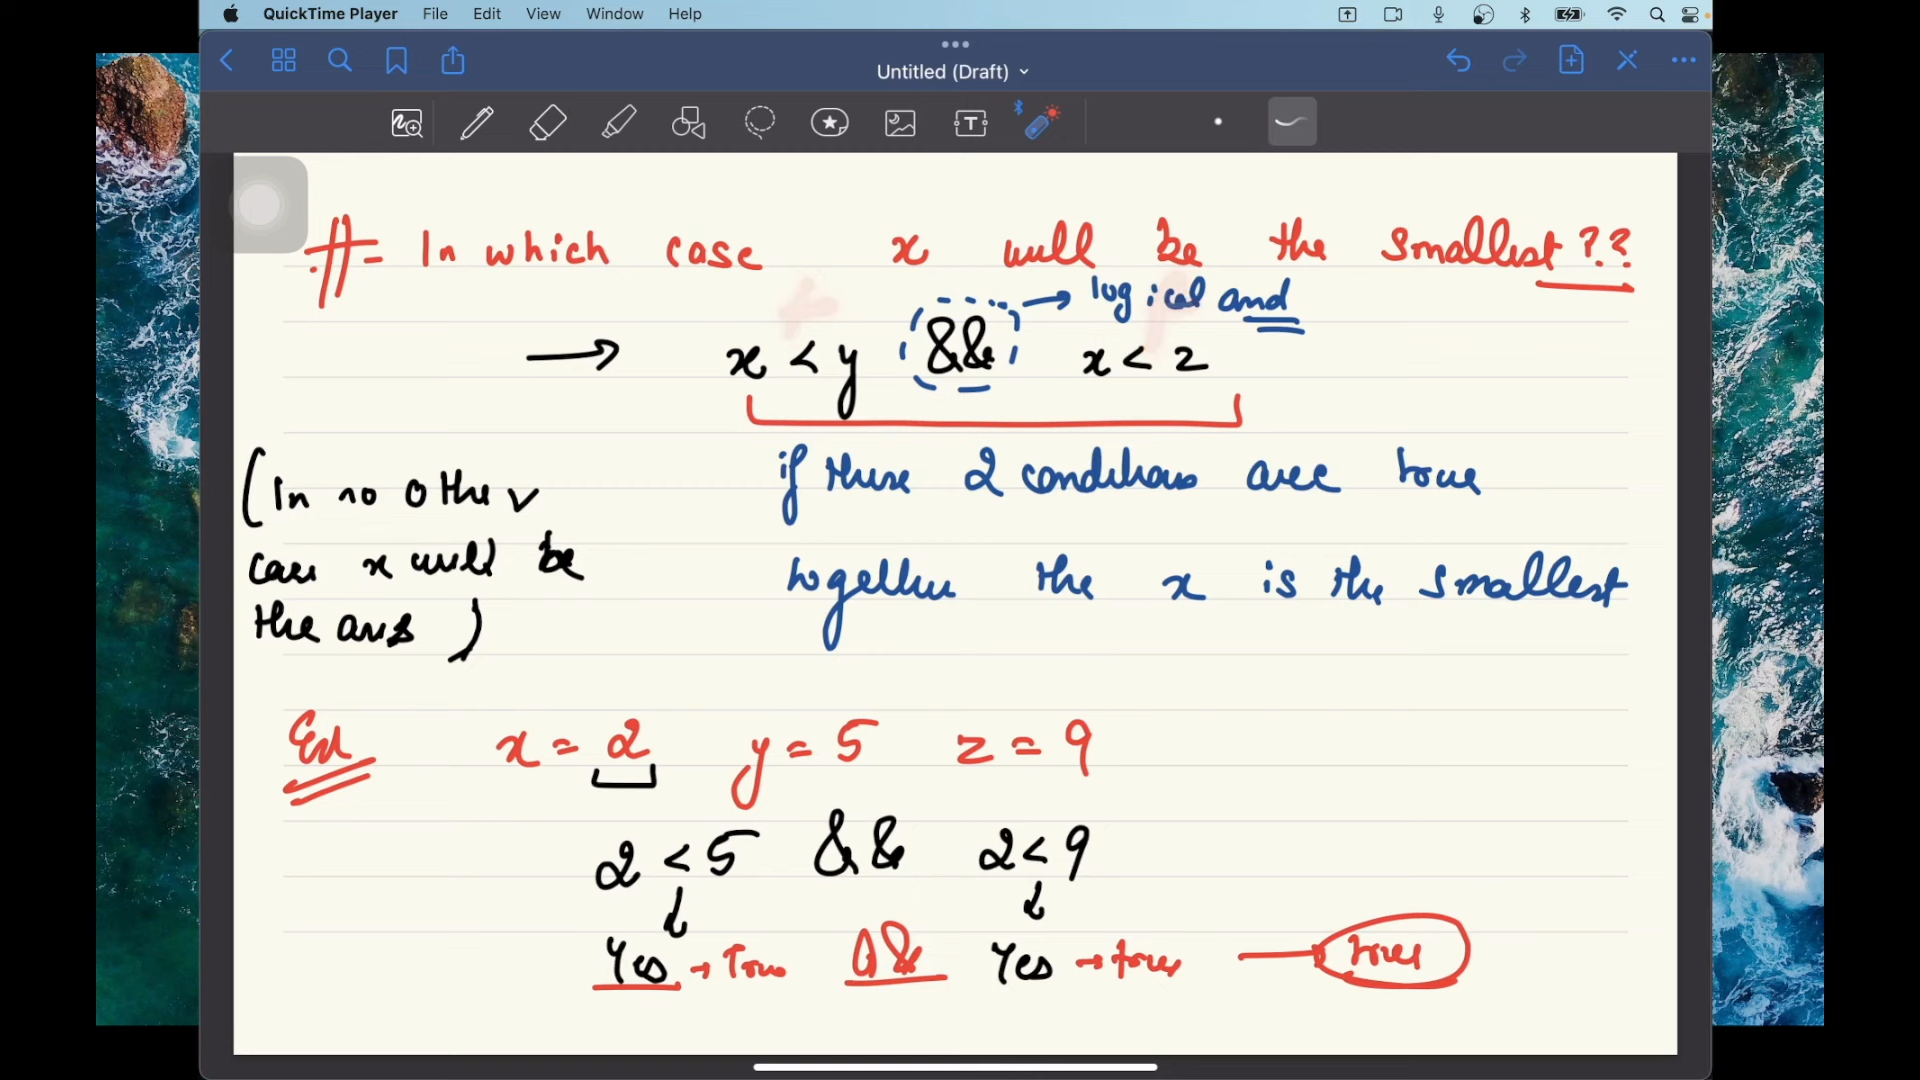 QuickTime Player File Edit View Window Help
Untitled (Draft)
# In which case x will be the smallest ??
→ logical and
→ x < y && x < z
if these 2 conditions are true
(In no other
case x will be
the ans)
together the x is the smallest
Ex x = 2 y = 5 z = 9
2 < 5 && 2 < 9
Yes → True && Yes → true → true